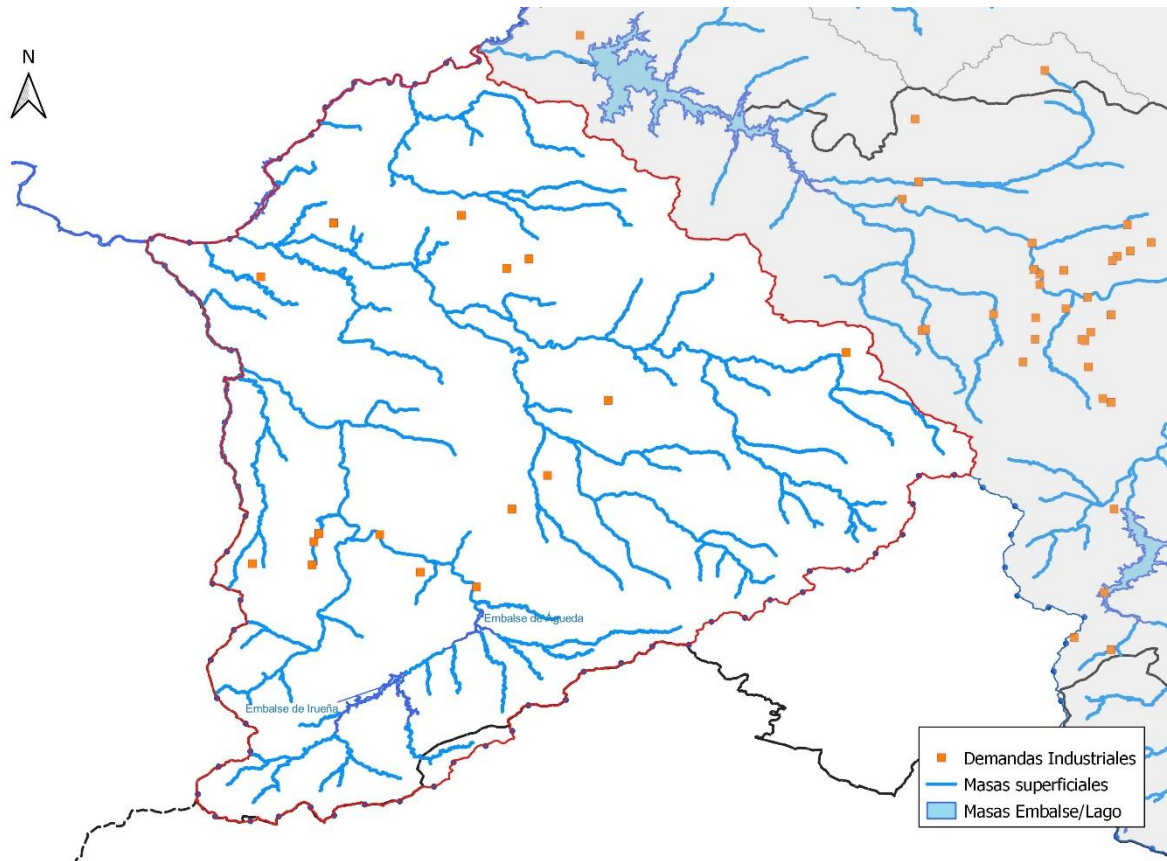 N
Embalse de Águeda
Embalse de Irueña
Demandas Industriales
Masas superficiales
Masas Embalse/Lago